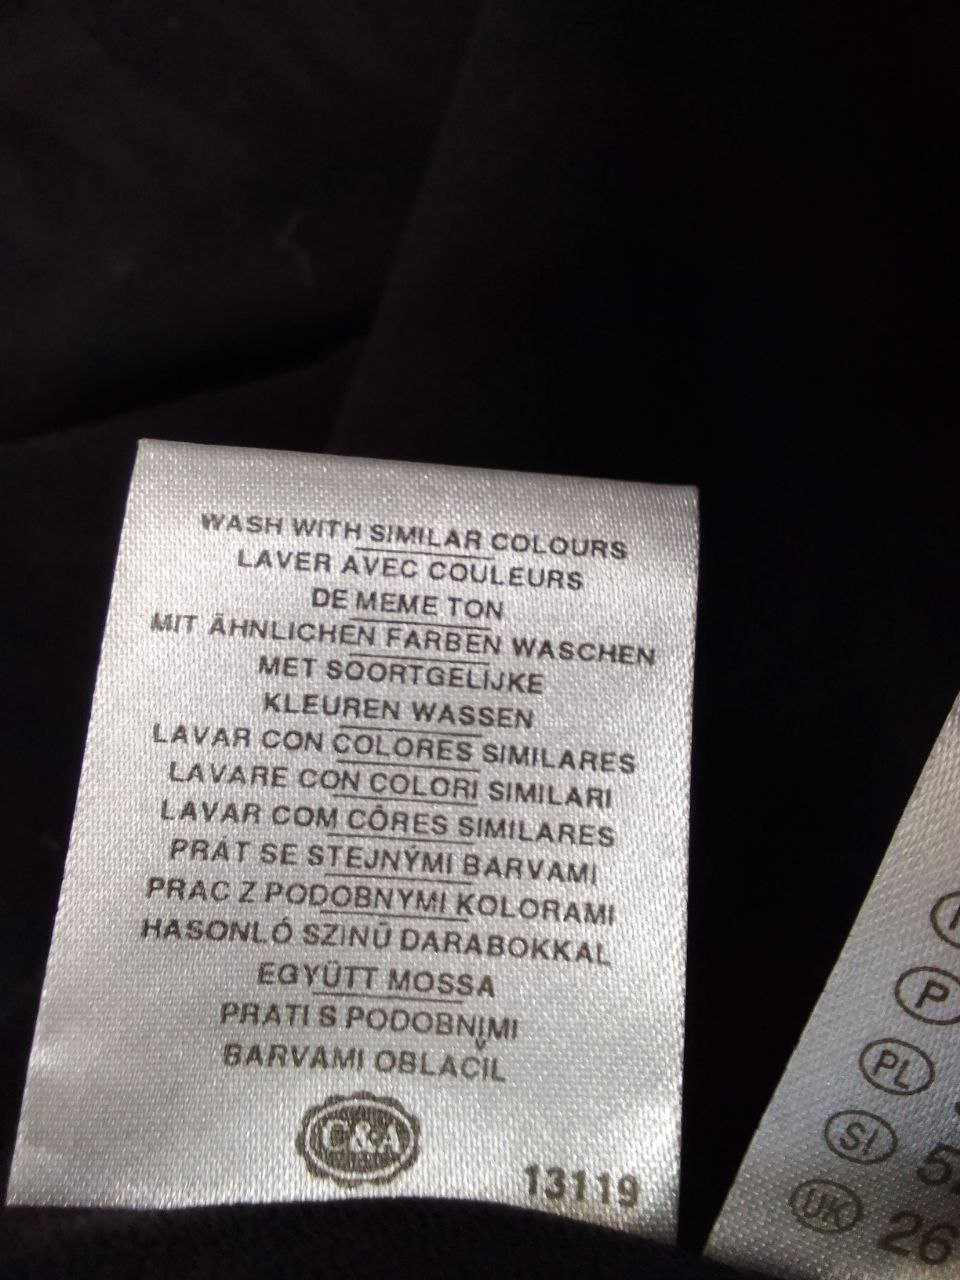 WASH WITH SIMILAR COLOURS
LAVER AVEC COULEURS
DE MEME TON
MIT ÄHNLICHEN FARBEN WASCHEN
MET SOORTGELIJKE
KLEUREN WASSEN
LAVAR CON COLORES SIMILARES
LAVARE CON COLORI SIMILARI
LAVAR COM CÔRES SIMILARES
PRÁT SE STEJNÝMI BARVAMI
PRAC Z PODOBNYMI KOLORAMI
HASONLÓ SZINŰ DARABOKKAL
EGYÜTT MOSSA
PRATI S PODOBNIMI
BARVAMI OBLAČIL
C&A
13119
P
PL
SI
UK 26